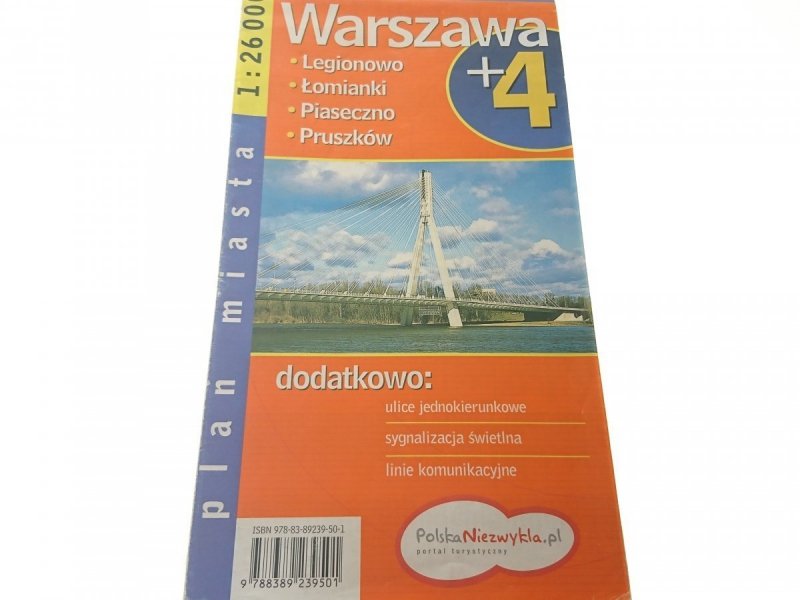 1:26 000
Warszawa
+4
• Legionowo
• Łomianki
• Piaseczno
• Pruszków
plan miasta
dodatkowo:
ulice jednokierunkowe
sygnalizacja świetlna
linie komunikacyjne
ISBN 978-83-89239-50-1
9 788389 239501
PolskaNiezwykla.pl
portal turystyczny